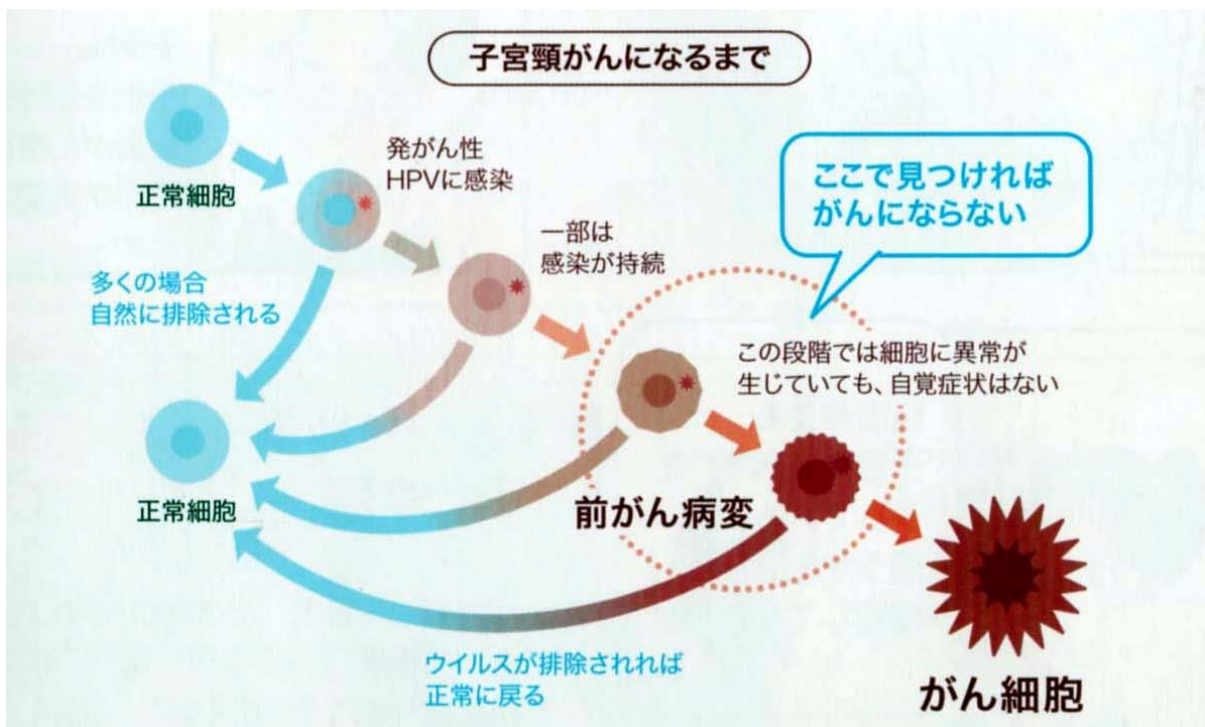 子宮頸がんになるまで
正常細胞
発がん性
HPVに感染
一部は
感染が持続
ここで見つければ
がんにならない
多くの場合
自然に排除される
この段階では細胞に異常が
生じていても、自覚症状はない
正常細胞
前がん病変
ウイルスが排除されれば
正常に戻る
がん細胞